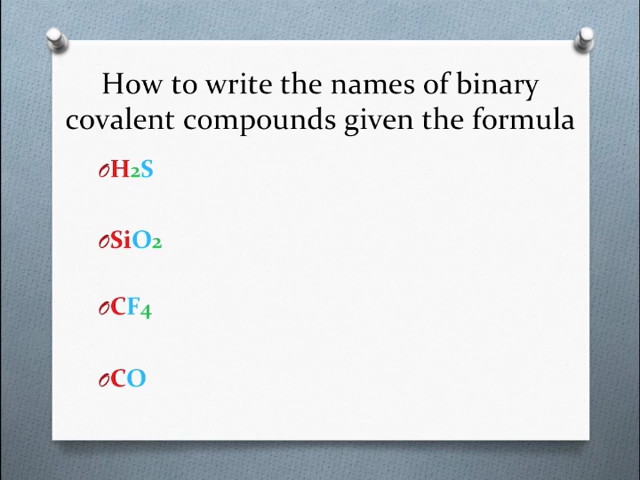 How to write the names of binary
covalent compounds given the formula
H2S
SiO2
CF4
CO